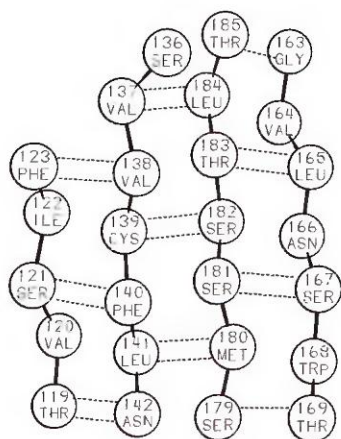 136
SER
137
VAL
138
VAL
139
CYS
140
PHE
141
LEU
142
ASN
123
PHE
122
ILE
121
SER
120
VAL
119
THR
185
THR
184
LEU
183
THR
182
SER
181
SER
180
MET
179
SER
163
GLY
164
VAL
165
LEU
166
ASN
167
SER
168
TRP
169
THR